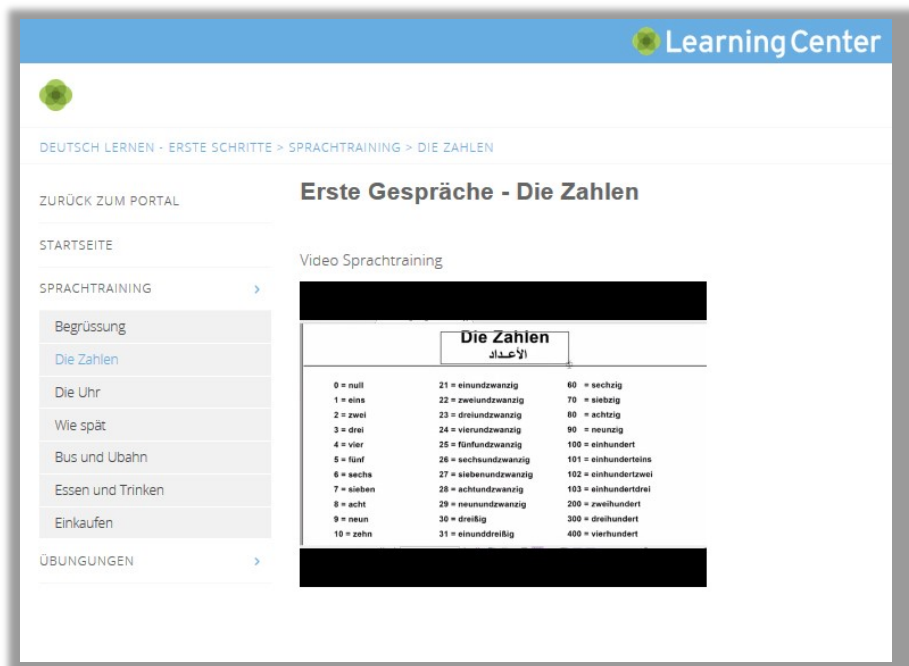 Learning Center
DEUTSCH LERNEN - ERSTE SCHRITTE > SPRACHTRAINING > DIE ZAHLEN
ZURÜCK ZUM PORTAL
STARTSEITE
SPRACHTRAINING >
Begrüssung
Die Zahlen
Die Uhr
Wie spät
Bus und Ubahn
Essen und Trinken
Einkaufen
ÜBUNGUNGEN >
Erste Gespräche - Die Zahlen
Video Sprachtraining
Die Zahlen
الأعـداد
0 = null
1 = eins
2 = zwei
3 = drei
4 = vier
5 = fünf
6 = sechs
7 = sieben
8 = acht
9 = neun
10 = zehn
21 = einundzwanzig
22 = zweiundzwanzig
23 = dreiundzwanzig
24 = vierundzwanzig
25 = fünfundzwanzig
26 = sechsundzwanzig
27 = siebenundzwanzig
28 = achtundzwanzig
29 = neunundzwanzig
30 = dreißig
31 = einunddreißig
60 = sechzig
70 = siebzig
80 = achtzig
90 = neunzig
100 = einhundert
101 = einhunderteins
102 = einhundertzwei
103 = einhundertdrei
200 = zweihundert
300 = dreihundert
400 = vierhundert